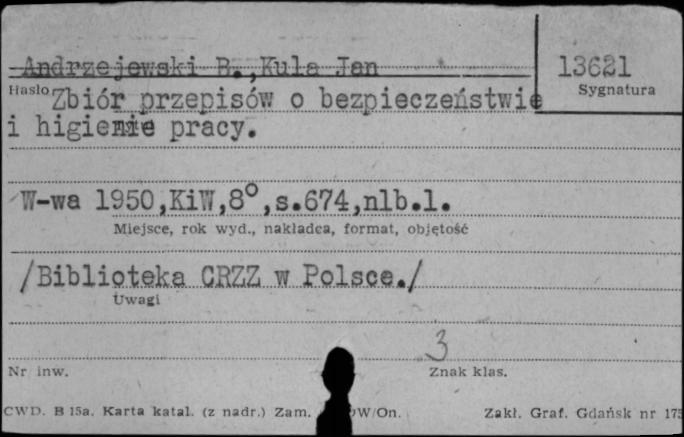 Andrzejewski B.,Kula Jan
13621
Hasło
Sygnatura
Zbiór przepisów o bezpieczeństwie
i higienie pracy.
W-wa 1950,KiW,8°,s.674,nlb.1.
Miejsce, rok wyd., nakładca, format, objętość
/Biblioteka CRZZ w Polsce./
Uwagi
3
Nr inw.
Znak klas.
CWD. B 15a. Karta katal. (z nadr.) Zam. OW/On. Zakł. Graf. Gdańsk nr 175